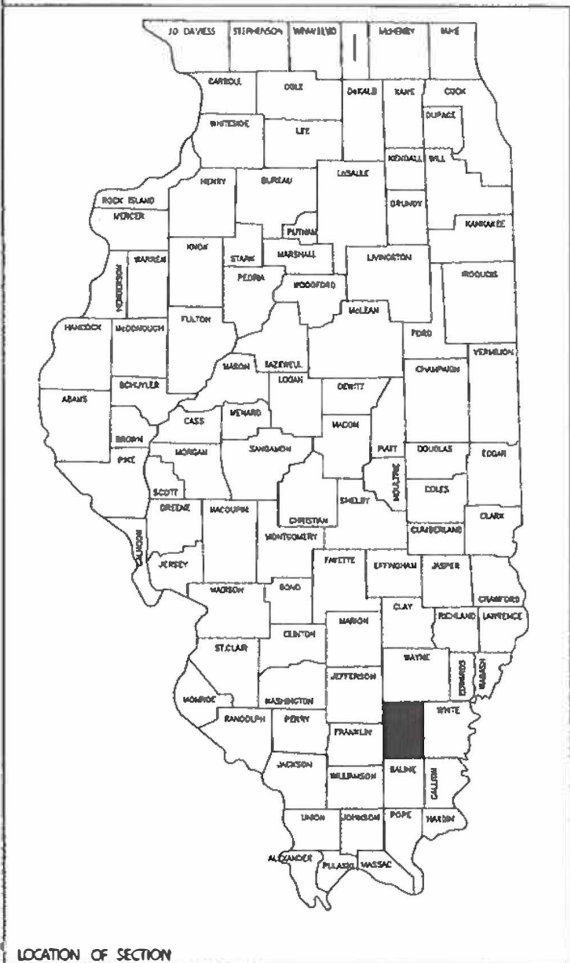 JO DAVIESS STEPHENSON McHENRY LAKE
CARROLL OGLE DeKALB KANE COOK
DUPAGE
WHITESIDE LEE
KENDALL WILL
HENRY BUREAU LaSALLE
ROCK ISLAND GRUNDY
MERCER KANKAKEE
PUTNAM
KNOX STARK MARSHALL LIVINGSTON
WARREN HENDERSON
PEORIA WOODFORD IROQUOIS
McLEAN
HANCOCK McDONOUGH FULTON FORD
VERMILION
MASON TAZEWELL CHAMPAIGN
LOGAN DEWITT
SCHUYLER
ADAMS
CASS MENARD MACON
BROWN PIATT DOUGLAS EDGAR
PIKE MORGAN SANGAMON MOULTRIE
COLES
SCOTT SHELBY
GREENE MACOUPIN CHRISTIAN CLARK
MONTGOMERY CUMBERLAND
CALHOUN FAYETTE EFFINGHAM JASPER
JERSEY
MADISON BOND CRAWFORD
CLAY
MARION RICHLAND LAWRENCE
CLINTON
ST.CLAIR WAYNE
EDWARDS WABASH
JEFFERSON
MONROE WASHINGTON
RANDOLPH PERRY WHITE
FRANKLIN
JACKSON SALINE
WILLIAMSON GALLATIN
UNION JOHNSON POPE HARDIN
ALEXANDER PULASKI MASSAC
LOCATION OF SECTION